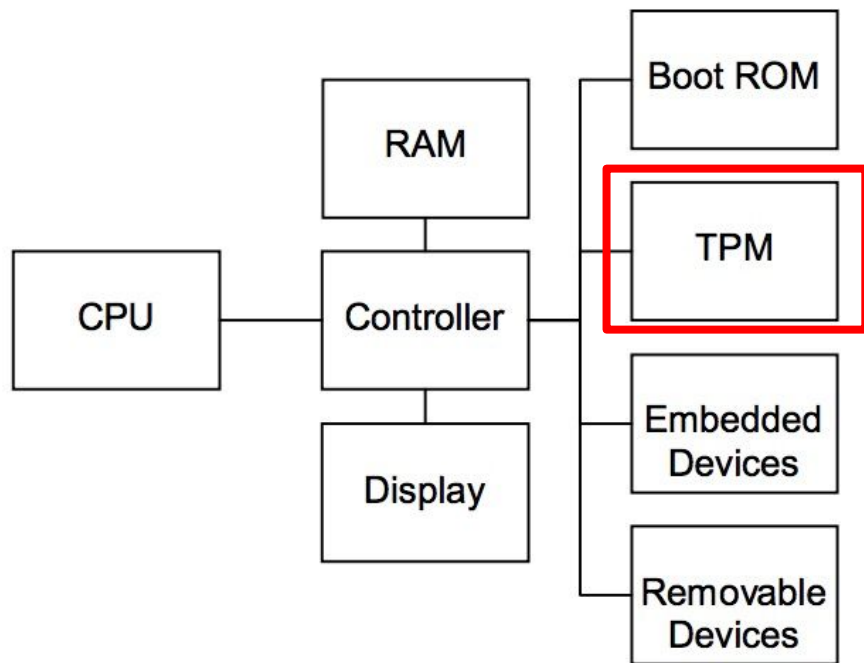 Boot ROM
RAM
TPM
CPU
Controller
Embedded
Devices
Display
Removable
Devices